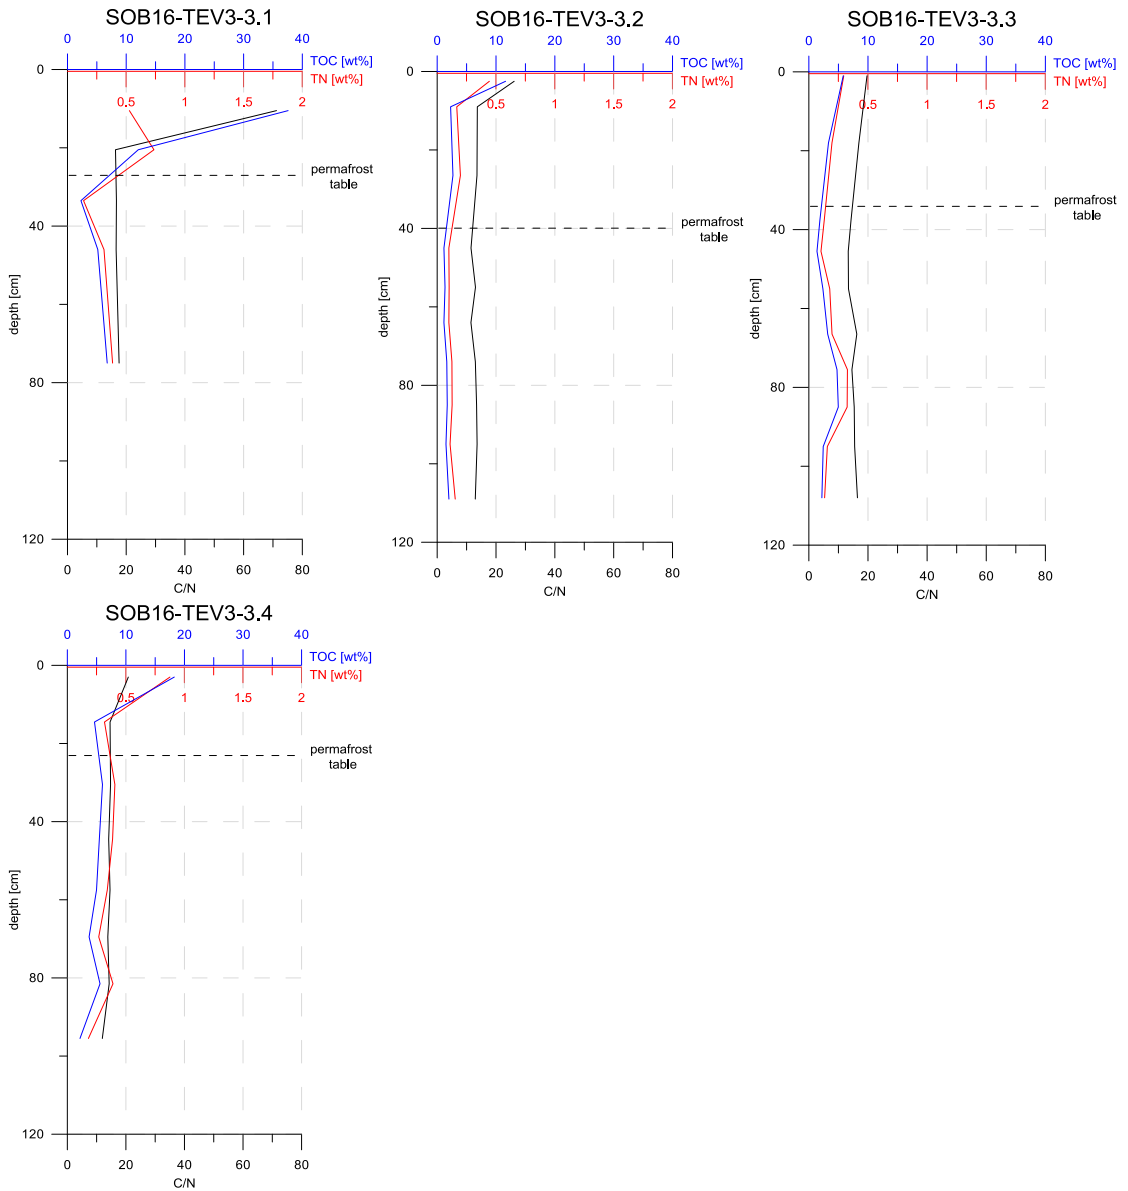 SOB16-TEV3-3.1
0 10 20 30 40
TOC [wt%]
TN [wt%]
0.5 1 1.5 2
0
40
80
120
depth [cm]
permafrost
table
0 20 40 60 80
C/N
SOB16-TEV3-3.2
0 10 20 30 40
TOC [wt%]
TN [wt%]
0.5 1 1.5 2
0
40
80
120
depth [cm]
permafrost
table
0 20 40 60 80
C/N
SOB16-TEV3-3.3
0 10 20 30 40
TOC [wt%]
TN [wt%]
0.5 1 1.5 2
0
40
80
120
depth [cm]
permafrost
table
0 20 40 60 80
C/N
SOB16-TEV3-3.4
0 10 20 30 40
TOC [wt%]
TN [wt%]
0.5 1 1.5 2
0
40
80
120
depth [cm]
permafrost
table
0 20 40 60 80
C/N